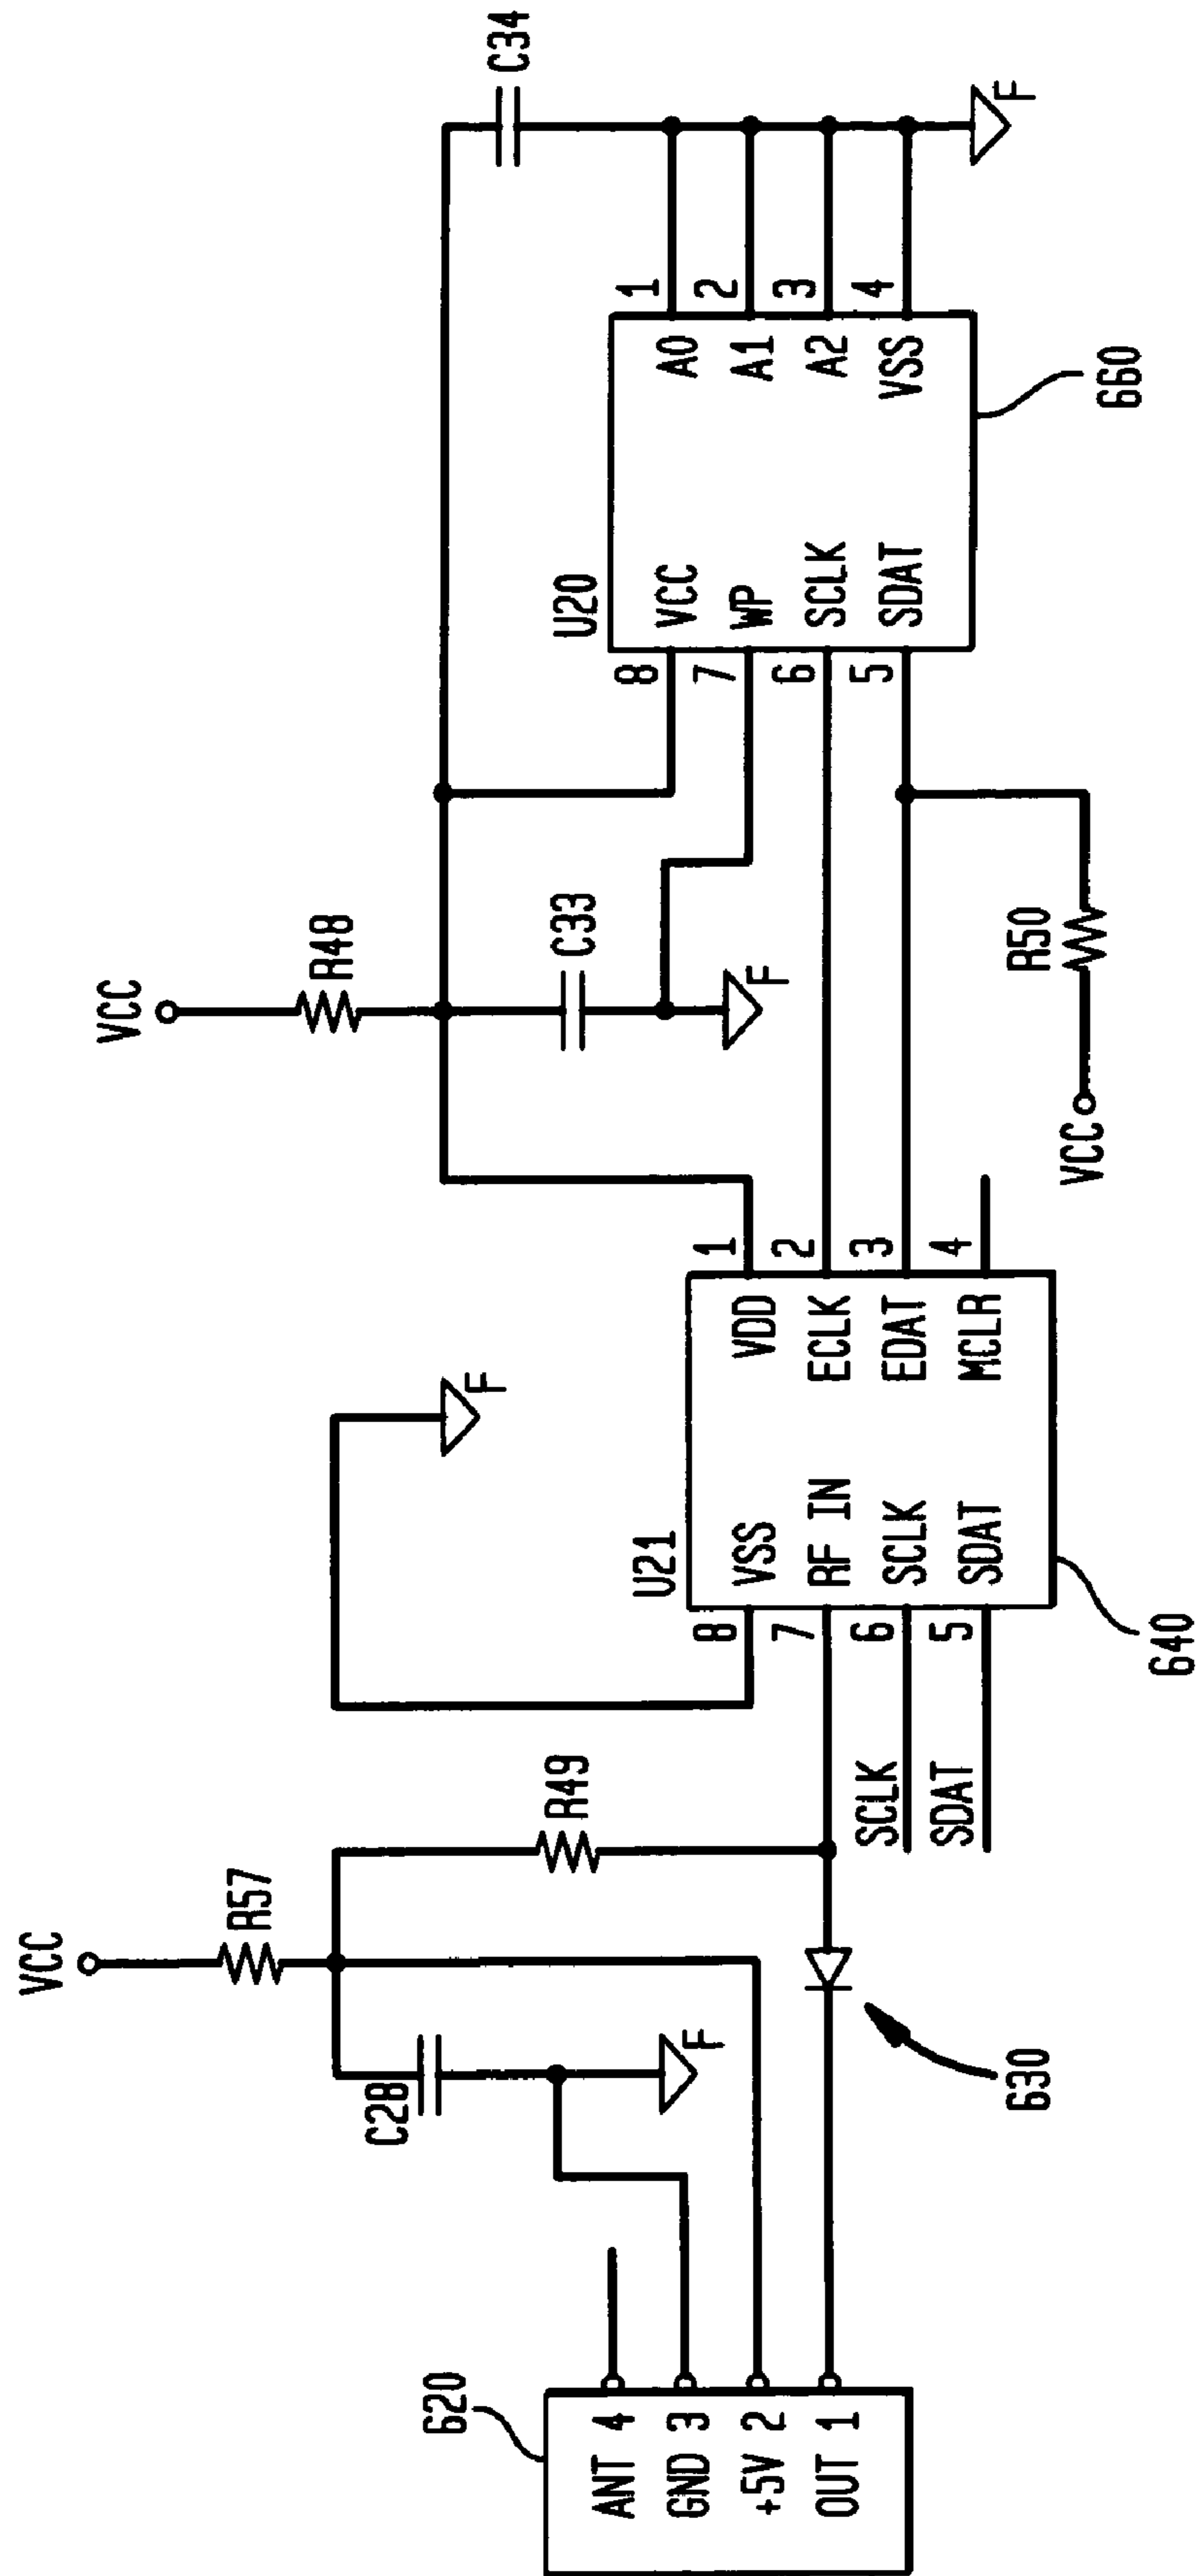 620
ANT 4
GND 3
+5V 2
OUT 1
VCC
R57
C28
F
R49
630
F
U21
8 VSS
7 RF IN
6 SCLK
5 SDAT
VDD 1
ECLK 2
EDAT 3
MCLR 4
SCLK
SDAT
640
VCC
R48
C33
F
VCC
R50
U20
8 VCC
7 WP
6 SCLK
5 SDAT
A0 1
A1 2
A2 3
VSS 4
660
C34
F